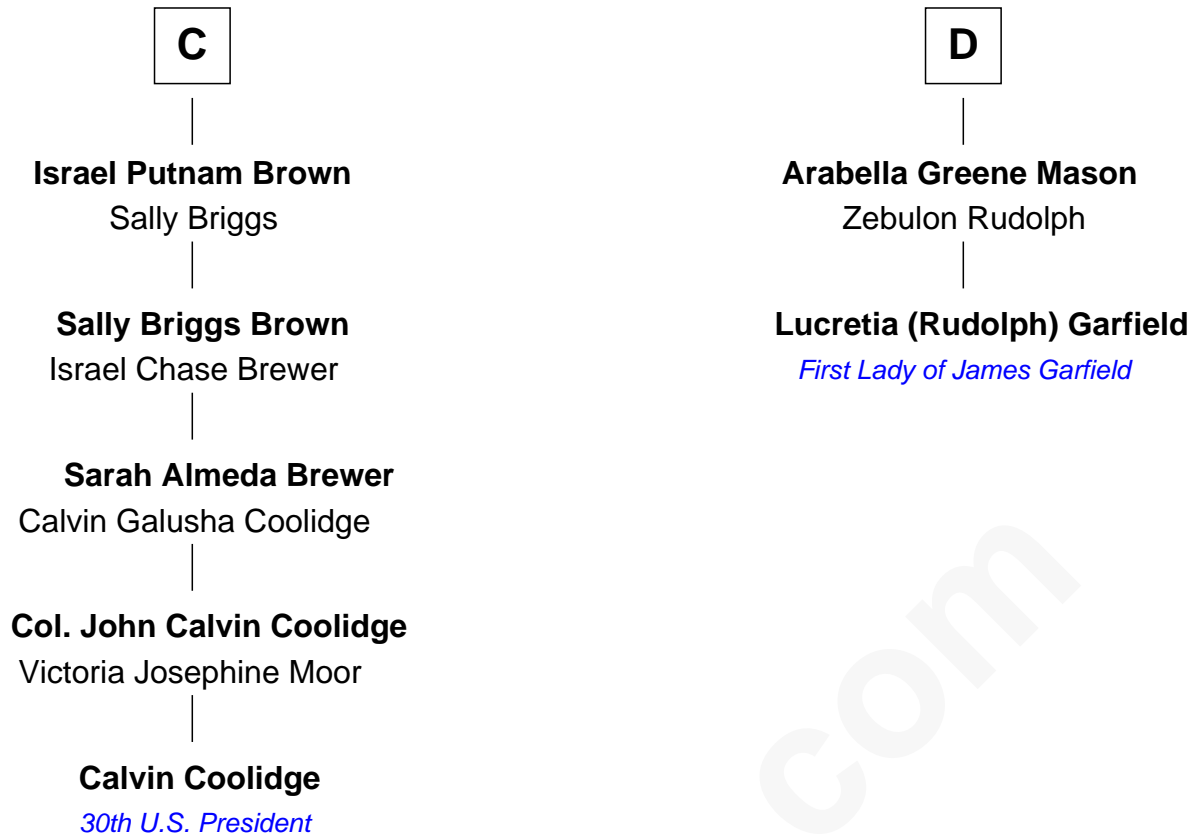 C
Israel Putnam Brown
Sally Briggs
Sally Briggs Brown
Israel Chase Brewer
Sarah Almeda Brewer
Calvin Galusha Coolidge
Col. John Calvin Coolidge
Victoria Josephine Moor
Calvin Coolidge
30th U.S. President
D
Arabella Greene Mason
Zebulon Rudolph
Lucretia (Rudolph) Garfield
First Lady of James Garfield
com